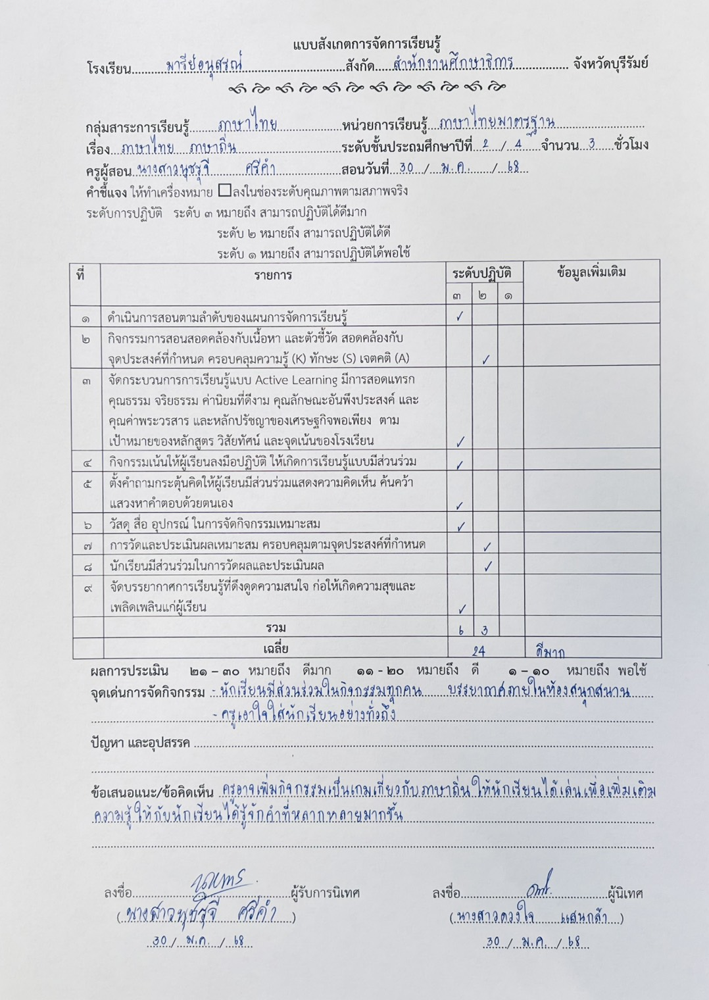 แบบสังเกตการจัดการเรียนรู้
โรงเรียน มารีย์อนุสรณ์ สังกัด สำนักงานศึกษาธิการ จังหวัดบุรีรัมย์
กลุ่มสาระการเรียนรู้ ภาษาไทย หน่วยการเรียนรู้ ภาษาไทยมาตรฐาน
เรื่อง ภาษาไทย ภาษาถิ่น ระดับชั้นประถมศึกษาปีที่ 2 / 4 จำนวน 3 ชั่วโมง
ครูผู้สอน นางสาวนุชรุจี ศรีคำ สอนวันที่ 30 / ม.ค. / 68
คำชี้แจง ให้ทำเครื่องหมาย ลงในช่องระดับคุณภาพตามสภาพจริง
ระดับการปฏิบัติ ระดับ ๓ หมายถึง สามารถปฏิบัติได้ดีมาก
ระดับ ๒ หมายถึง สามารถปฏิบัติได้ดี
ระดับ ๑ หมายถึง สามารถปฏิบัติได้พอใช้
ที่ รายการ ระดับปฏิบัติ ข้อมูลเพิ่มเติม
๓ ๒ ๑
๑ ดำเนินการสอนตามลำดับของแผนการจัดการเรียนรู้ ✓
๒ กิจกรรมการสอนสอดคล้องกับเนื้อหา และตัวชี้วัด สอดคล้องกับ
จุดประสงค์ที่กำหนด ครอบคลุมความรู้ (K) ทักษะ (S) เจตคติ (A) ✓
๓ จัดกระบวนการการเรียนรู้แบบ Active Learning มีการสอดแทรก
คุณธรรม จริยธรรม ค่านิยมที่ดีงาม คุณลักษณะอันพึงประสงค์ และ
คุณค่าพระวรสาร และหลักปรัชญาของเศรษฐกิจพอเพียง ตาม
เป้าหมายของหลักสูตร วิสัยทัศน์ และจุดเน้นของโรงเรียน ✓
๔ กิจกรรมเน้นให้ผู้เรียนลงมือปฏิบัติ ให้เกิดการเรียนรู้แบบมีส่วนร่วม ✓
๕ ตั้งคำถามกระตุ้นคิดให้ผู้เรียนมีส่วนร่วมแสดงความคิดเห็น ค้นคว้า
แสวงหาคำตอบด้วยตนเอง ✓
๖ วัสดุ สื่อ อุปกรณ์ ในการจัดกิจกรรมเหมาะสม ✓
๗ การวัดและประเมินผลเหมาะสม ครอบคลุมตามจุดประสงค์ที่กำหนด ✓
๘ นักเรียนมีส่วนร่วมในการวัดผลและประเมินผล ✓
๙ จัดบรรยากาศการเรียนรู้ที่ดึงดูดความสนใจ ก่อให้เกิดความสุขและ
เพลิดเพลินแก่ผู้เรียน ✓
รวม 6 3
เฉลี่ย 24 ดีมาก
ผลการประเมิน ๒๑ – ๓๐ หมายถึง ดีมาก ๑๑ - ๒๐ หมายถึง ดี ๑ – ๑๐ หมายถึง พอใช้
จุดเด่นการจัดกิจกรรม - นักเรียนมีส่วนร่วมในกิจกรรมทุกคน บรรยากาศภายในห้องสนุกสนาน
- ครูเอาใจใส่นักเรียนอย่างทั่วถึง
ปัญหา และอุปสรรค
ข้อเสนอแนะ/ข้อคิดเห็น ครูอาจเพิ่มกิจกรรมเป็นเกมเกี่ยวกับภาษาถิ่นให้นักเรียนได้เล่นเพื่อเพิ่มเติม
ความรู้ให้กับนักเรียนได้รู้จักคำที่หลากหลายมากขึ้น
ลงชื่อ ผู้รับการนิเทศ ลงชื่อ ผู้นิเทศ
(นางสาวนุชรุจี ศรีคำ) (นางสาวดวงใจ แสนกล้า)
30 / ม.ค. / 68 30 / ม.ค. / 68